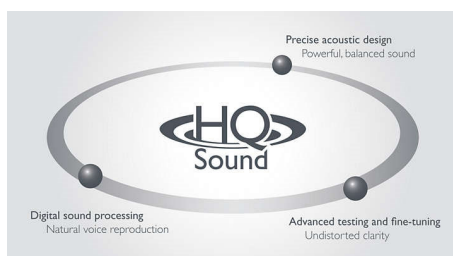 Precise acoustic design
Powerful, balanced sound
HQ
Sound
Digital sound processing
Natural voice reproduction
Advanced testing and fine-tuning
Undistorted clarity